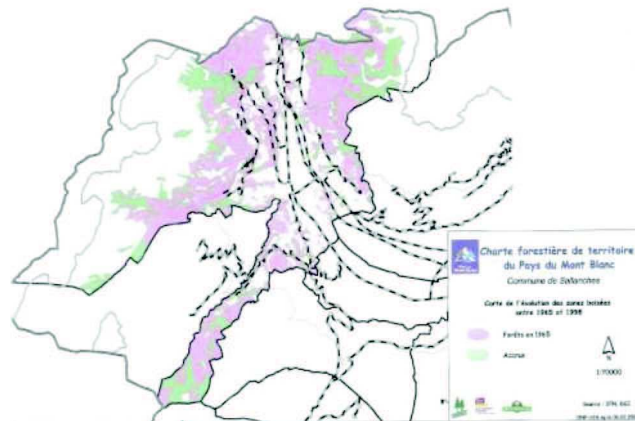 Charte forestière de territoire
du Pays du Mont Blanc
Commune de Sallanches
Carte de l'évolution des zones boisées
entre 1965 et 1998
Forêts en 1965
Accrus
N
1:70000